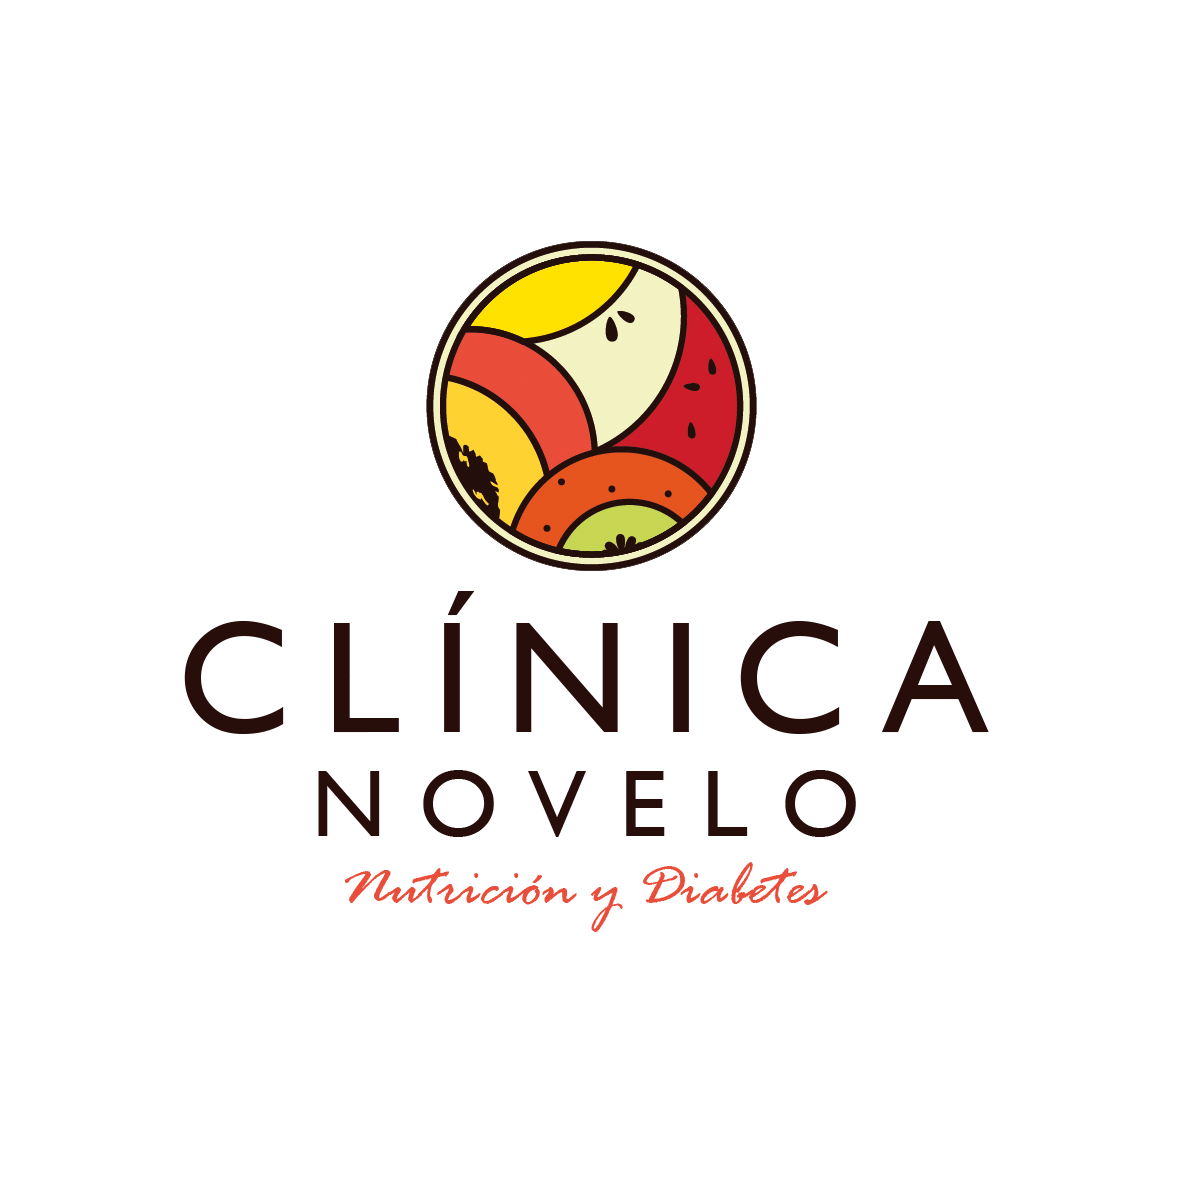 CLÍNICA
NOVELO
Nutrición y Diabetes